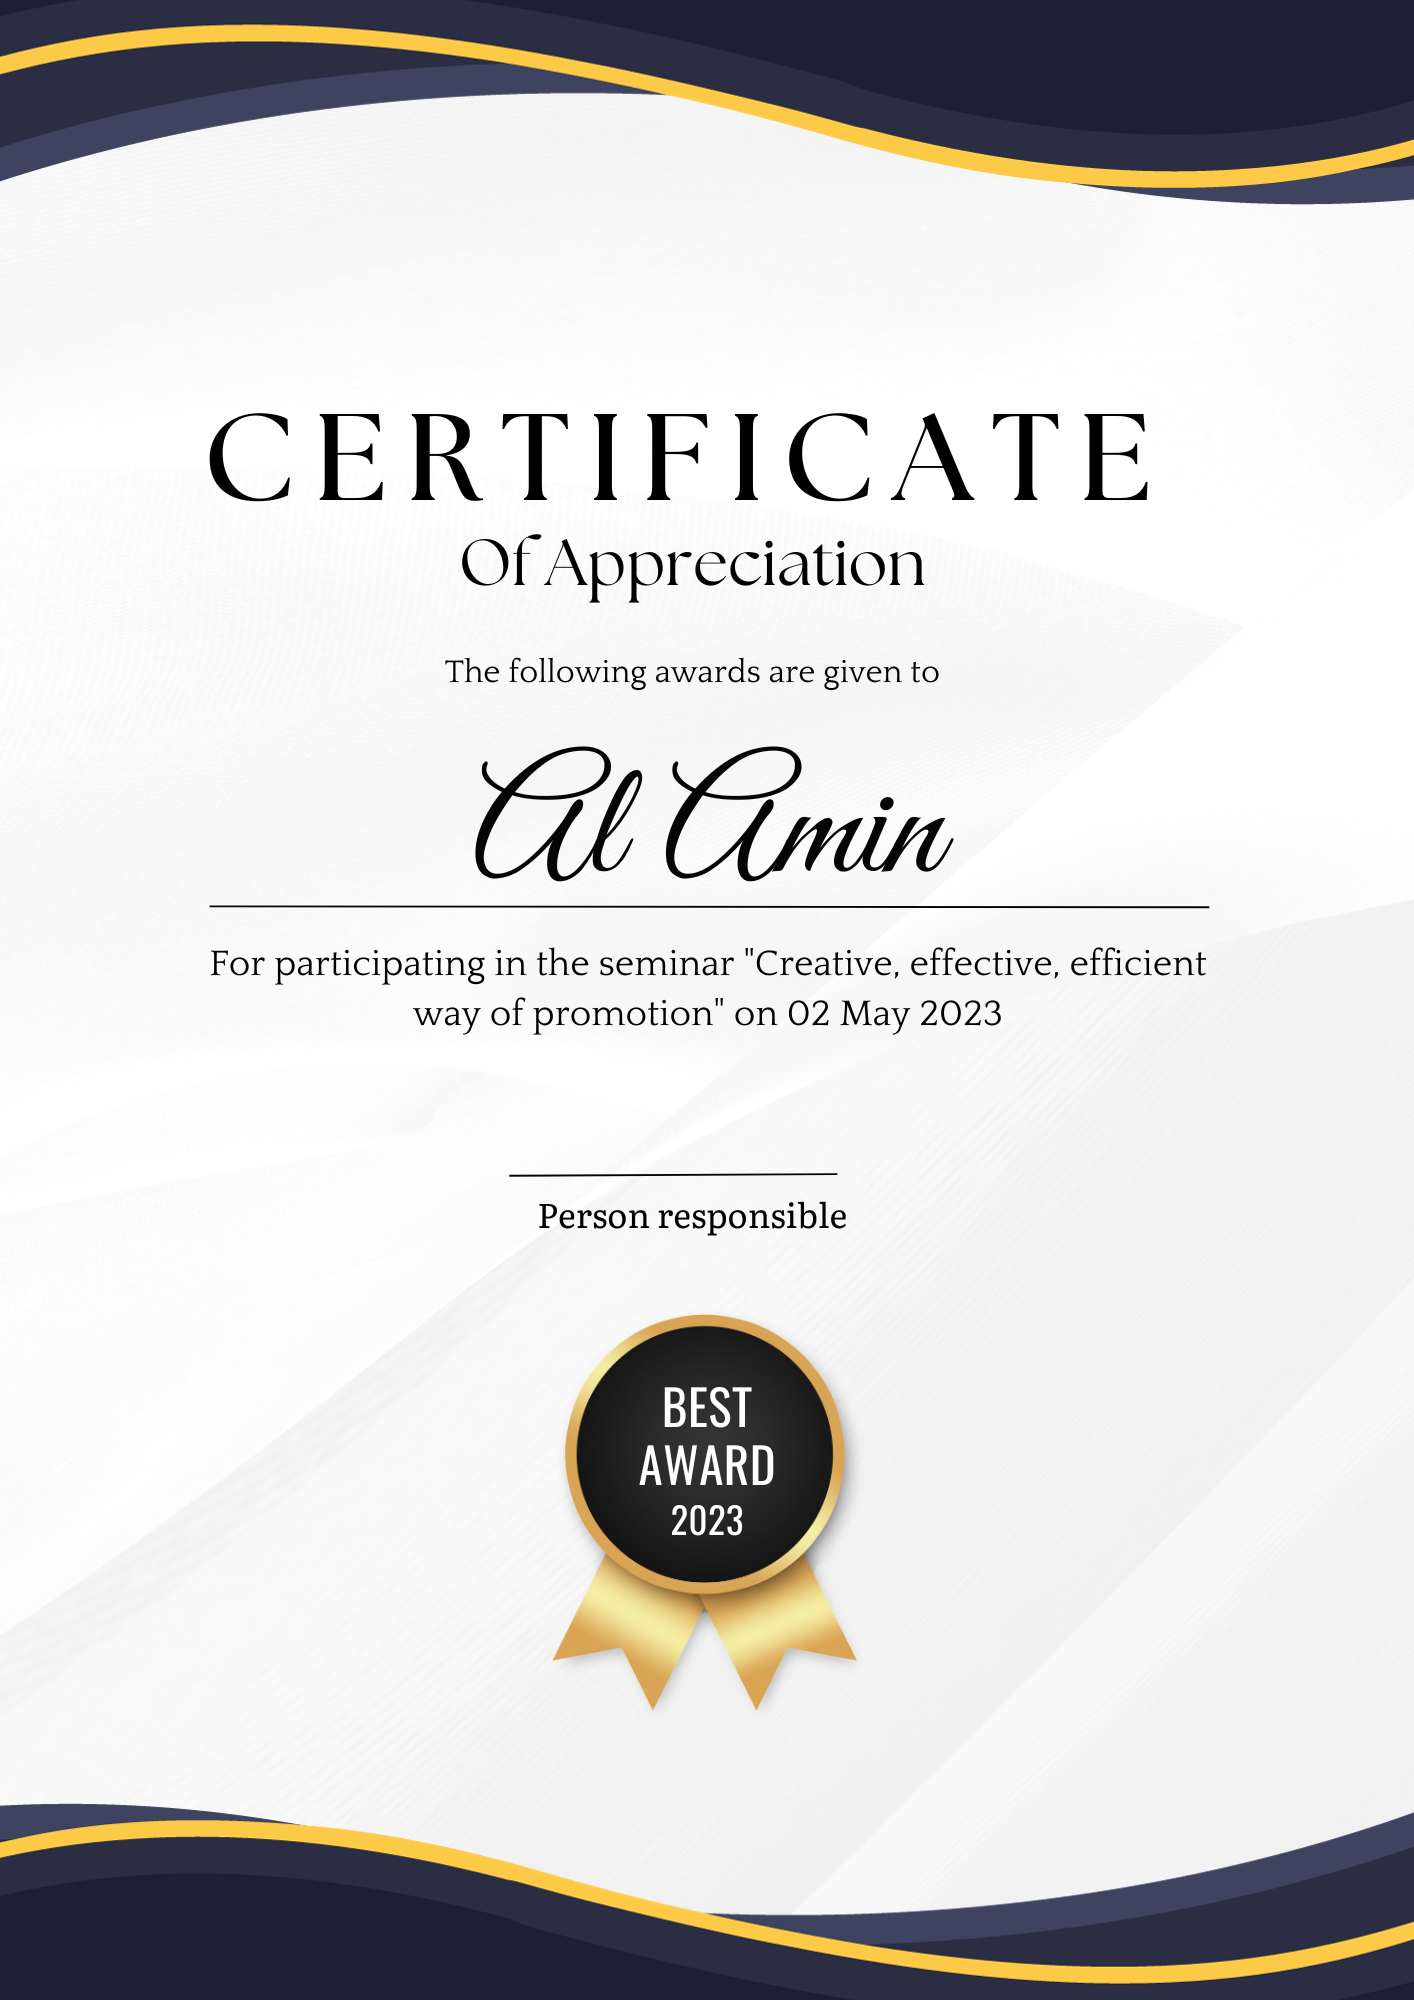 CERTIFICATE
Of Appreciation
The following awards are given to
Al Amin
For participating in the seminar "Creative, effective, efficient
way of promotion" on 02 May 2023
Person responsible
BEST
AWARD
2023